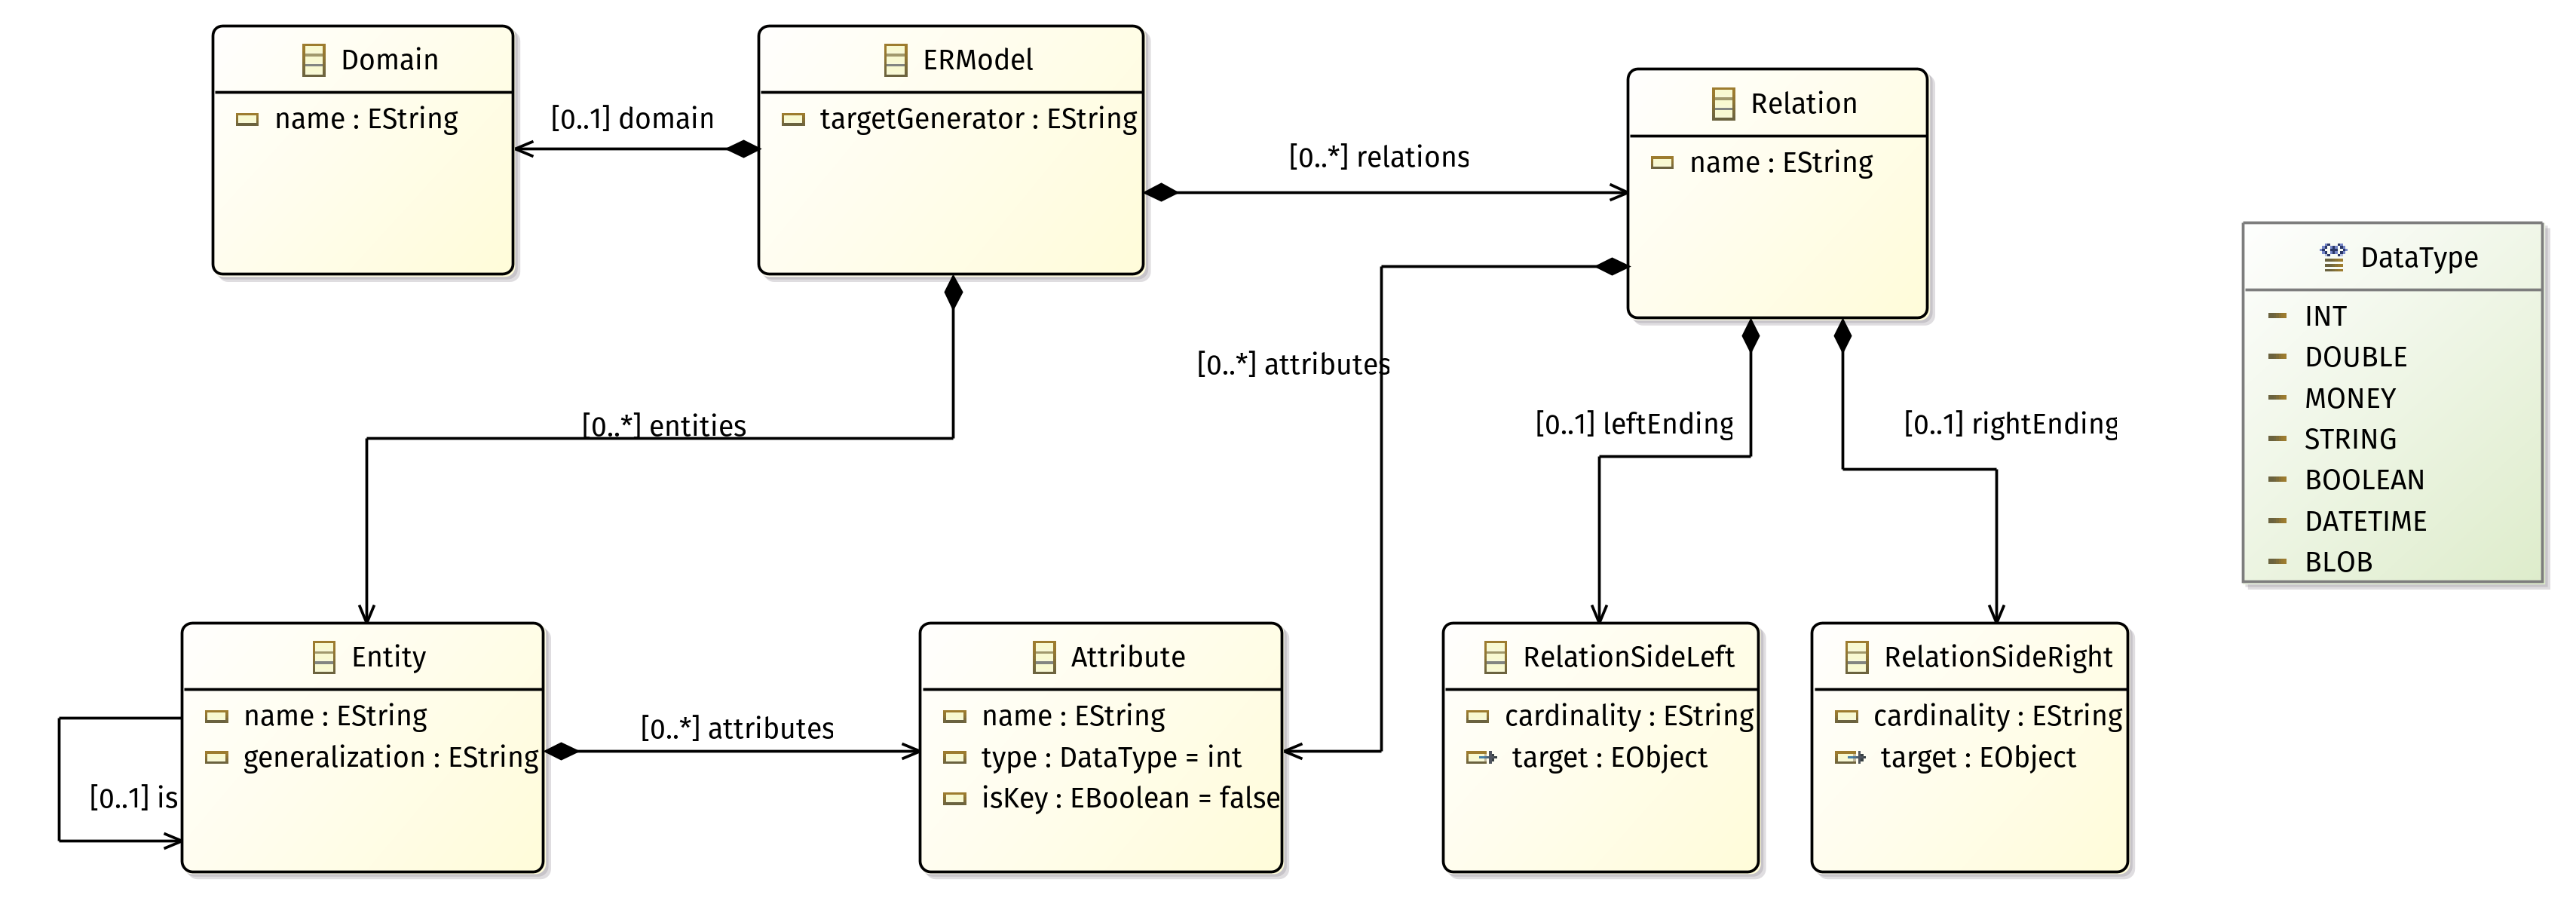 Domain
name : EString
[0..1] domain
ERModel
targetGenerator : EString
[0..*] relations
Relation
name : EString
DataType
INT
DOUBLE
MONEY
STRING
BOOLEAN
DATETIME
BLOB
[0..*] entities
[0..*] attributes
[0..1] leftEnding
[0..1] rightEnding
Entity
name : EString
generalization : EString
[0..1] is
[0..*] attributes
Attribute
name : EString
type : DataType = int
isKey : EBoolean = false
RelationSideLeft
cardinality : EString
target : EObject
RelationSideRight
cardinality : EString
target : EObject